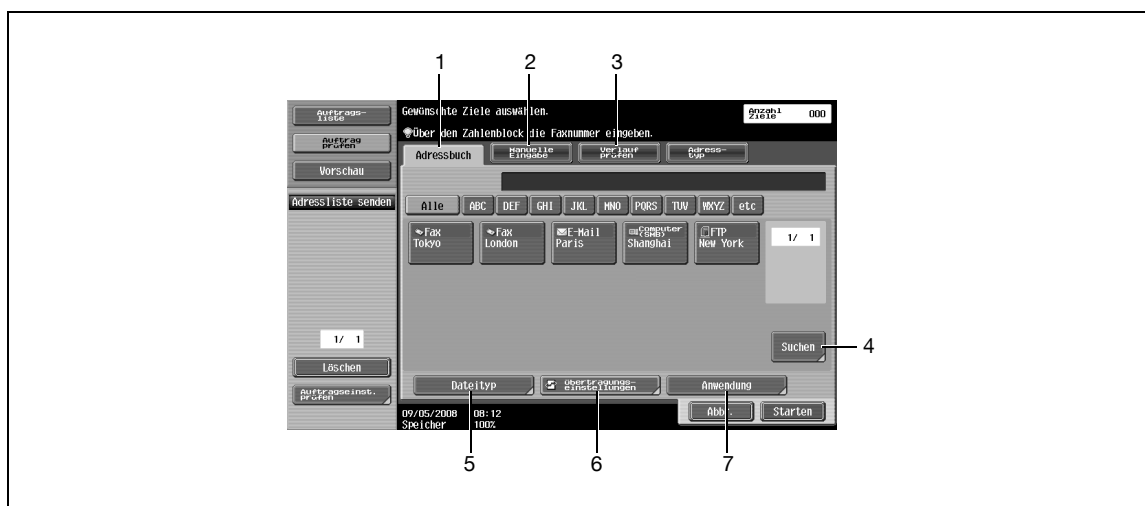 1 2 3
Auftrags-
liste
Auftrag
prüfen
Vorschau
Adressliste senden
1/ 1
Löschen
Auftragseinst.
prüfen
Gewünschte Ziele auswählen.
Über den Zahlenblock die Faxnummer eingeben.
Anzahl
Ziele 000
Adressbuch
Manuelle
Eingabe
Verlauf
prüfen
Adress-
typ
Alle ABC DEF GHI JKL MNO PQRS TUV WXYZ etc
Fax
Tokyo
Fax
London
E-Mail
Paris
Computer
(SMB)
Shanghai
FTP
New York
1/ 1
Suchen
4
Dateityp
Übertragungs-
einstellungen
Anwendung
09/05/2008 08:12
Speicher 100%
Abbr. Starten
5 6 7